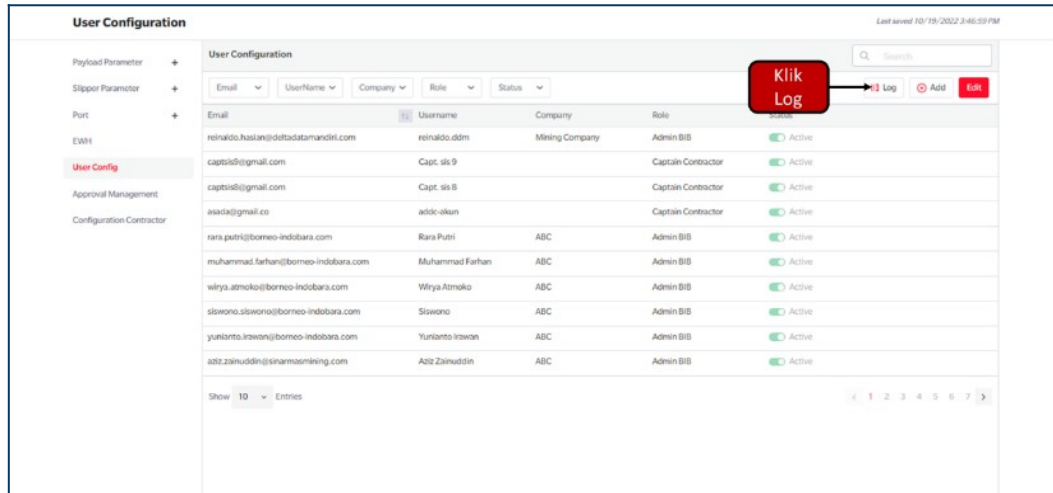 User Configuration
Last saved 10/19/2022 3:46:59 PM
Payload Parameter +
Slipper Parameter +
Port +
EWH
User Config
Approval Management
Configuration Contractor
User Configuration
Search
Email UserName Company Role Status
Klik
Log
Log Add Edit
Email Username Company Role Status
reinaldo.hasian@deltadatamandiri.com reinaldo.ddm Mining Company Admin BIB Active
captsis9@gmail.com Capt. sis 9 Captain Contractor Active
captsis8@gmail.com Capt. sis 8 Captain Contractor Active
asada@gmail.co addc-akun Captain Contractor Active
rara.putri@borneo-indobara.com Rara Putri ABC Admin BIB Active
muhammad.farhan@borneo-indobara.com Muhammad Farhan ABC Admin BIB Active
wirya.atmoko@borneo-indobara.com Wirya Atmoko ABC Admin BIB Active
siswono.siswono@borneo-indobara.com Siswono ABC Admin BIB Active
yunianto.irawan@borneo-indobara.com Yunianto Irawan ABC Admin BIB Active
aziz.zainuddin@sinarmasmining.com Aziz Zainuddin ABC Admin BIB Active
Show 10 Entries
< 1 2 3 4 5 6 7 >